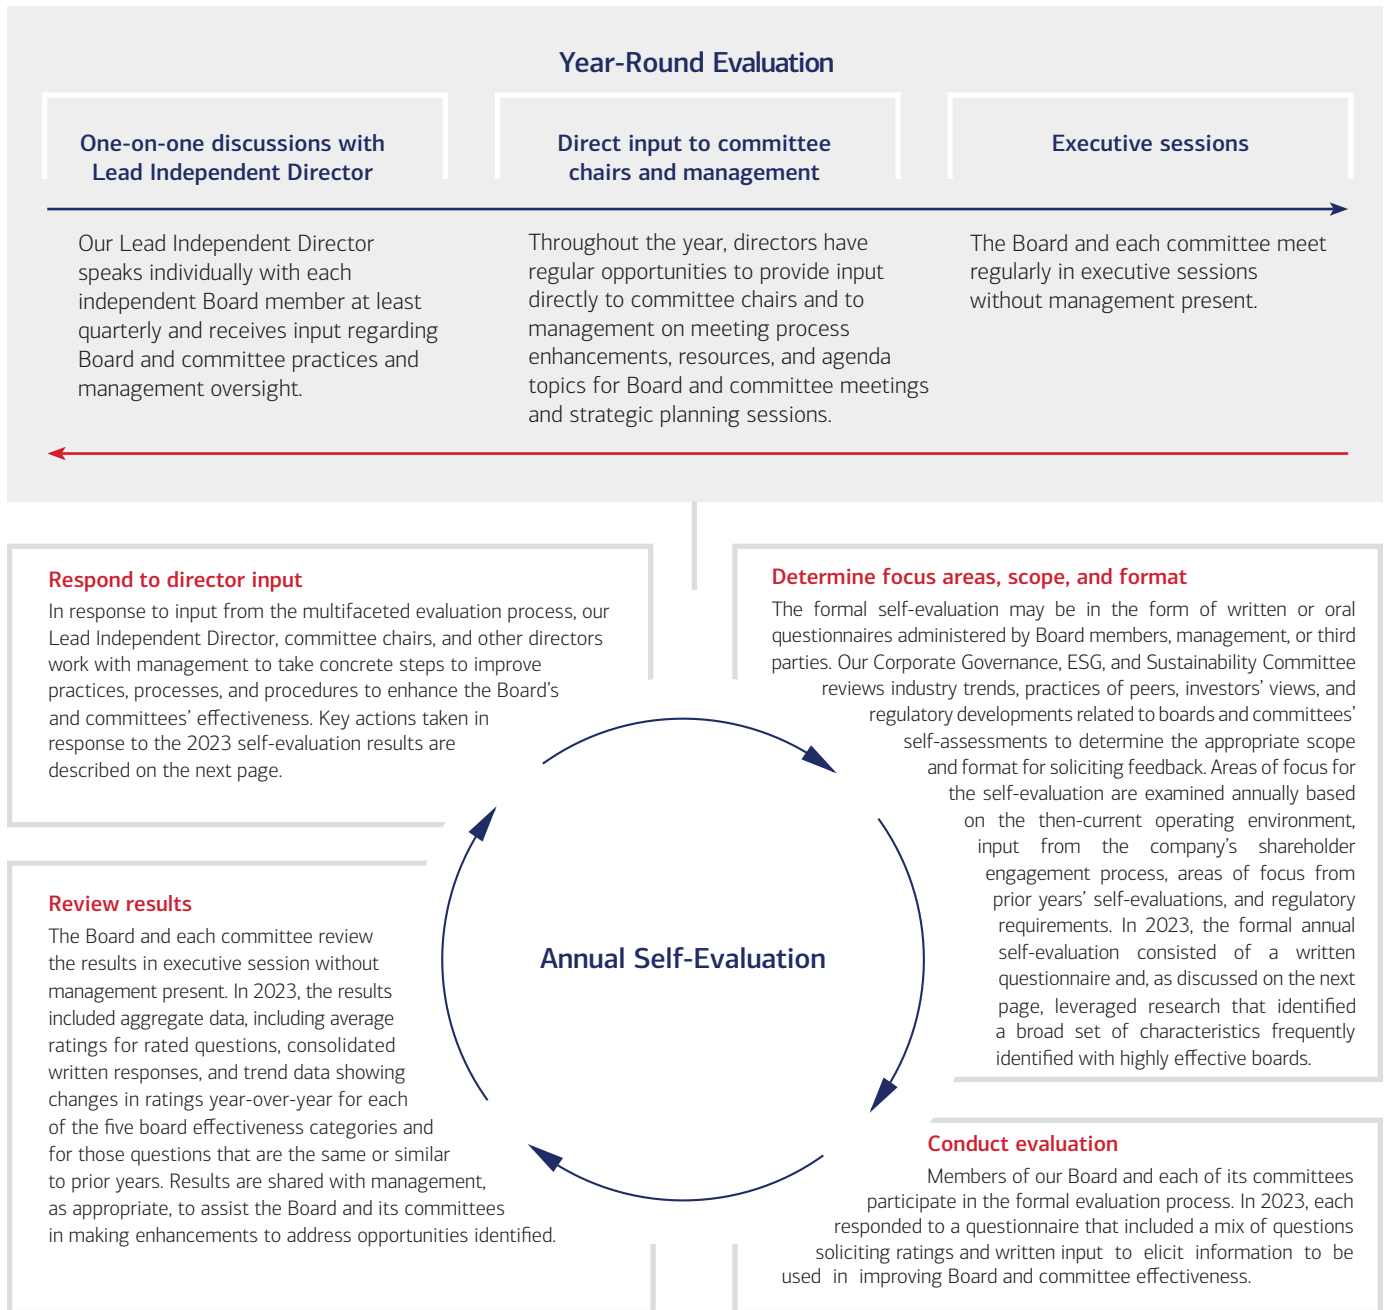 Year-Round Evaluation
One-on-one discussions with
Lead Independent Director
Our Lead Independent Director
speaks individually with each
independent Board member at least
quarterly and receives input regarding
Board and committee practices and
management oversight.
Direct input to committee
chairs and management
Throughout the year, directors have
regular opportunities to provide input
directly to committee chairs and to
management on meeting process
enhancements, resources, and agenda
topics for Board and committee meetings
and strategic planning sessions.
Executive sessions
The Board and each committee meet
regularly in executive sessions
without management present.
Respond to director input
In response to input from the multifaceted evaluation process, our
Lead Independent Director, committee chairs, and other directors
work with management to take concrete steps to improve
practices, processes, and procedures to enhance the Board's
and committees' effectiveness. Key actions taken in
response to the 2023 self-evaluation results are
described on the next page.
Determine focus areas, scope, and format
The formal self-evaluation may be in the form of written or oral
questionnaires administered by Board members, management, or third
parties. Our Corporate Governance, ESG, and Sustainability Committee
reviews industry trends, practices of peers, investors' views, and
regulatory developments related to boards and committees'
self-assessments to determine the appropriate scope
and format for soliciting feedback. Areas of focus for
the self-evaluation are examined annually based
on the then-current operating environment,
input from the company's shareholder
engagement process, areas of focus from
prior years' self-evaluations, and regulatory
requirements. In 2023, the formal annual
self-evaluation consisted of a written
questionnaire and, as discussed on the next
page, leveraged research that identified
a broad set of characteristics frequently
identified with highly effective boards.
Annual Self-Evaluation
Review results
The Board and each committee review
the results in executive session without
management present. In 2023, the results
included aggregate data, including average
ratings for rated questions, consolidated
written responses, and trend data showing
changes in ratings year-over-year for each
of the five board effectiveness categories and
for those questions that are the same or similar
to prior years. Results are shared with management,
as appropriate, to assist the Board and its committees
in making enhancements to address opportunities identified.
Conduct evaluation
Members of our Board and each of its committees
participate in the formal evaluation process. In 2023, each
responded to a questionnaire that included a mix of questions
soliciting ratings and written input to elicit information to be
used in improving Board and committee effectiveness.